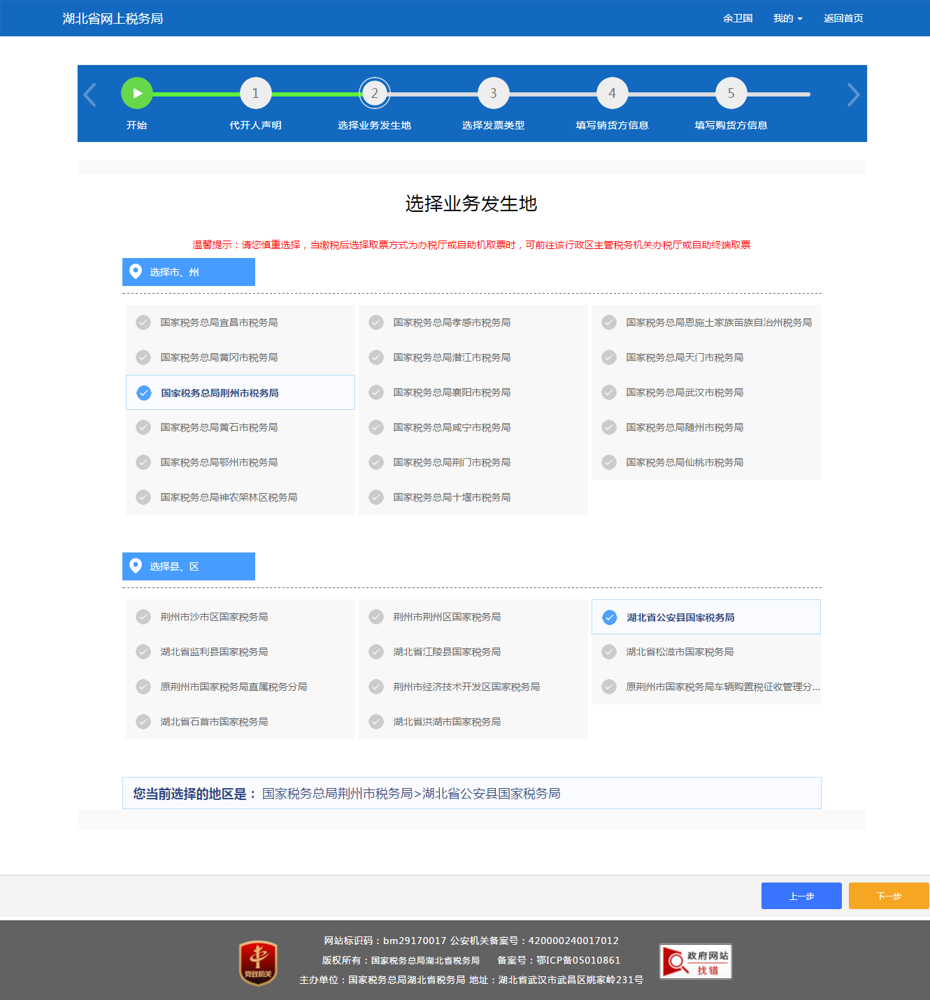 湖北省网上税务局 余卫国 我的 返回首页
1 2 3 4 5
开始 代开人声明 选择业务发生地 选择发票类型 填写销货方信息 填写购货方信息
选择业务发生地
温馨提示：请您慎重选择，当缴税后选择取票方式为办税厅或自助机取票时，可前往该行政区主管税务机关办税厅或自助终端取票
选择市、州
国家税务总局宜昌市税务局 国家税务总局孝感市税务局 国家税务总局恩施土家族苗族自治州税务局
国家税务总局黄冈市税务局 国家税务总局潜江市税务局 国家税务总局天门市税务局
国家税务总局荆州市税务局 国家税务总局襄阳市税务局 国家税务总局武汉市税务局
国家税务总局黄石市税务局 国家税务总局咸宁市税务局 国家税务总局随州市税务局
国家税务总局鄂州市税务局 国家税务总局荆门市税务局 国家税务总局仙桃市税务局
国家税务总局神农架林区税务局 国家税务总局十堰市税务局
选择县、区
荆州市沙市区国家税务局 荆州市荆州区国家税务局 湖北省公安县国家税务局
湖北省监利县国家税务局 湖北省江陵县国家税务局 湖北省松滋市国家税务局
原荆州市国家税务局直属税务分局 荆州市经济技术开发区国家税务局 原荆州市国家税务局车辆购置税征收管理分...
湖北省石首市国家税务局 湖北省洪湖市国家税务局
您当前选择的地区是： 国家税务总局荆州市税务局>湖北省公安县国家税务局
上一步 下一步
网站标识码：bm29170017 公安机关备案号：420000240017012
版权所有：国家税务总局湖北省税务局 备案号：鄂ICP备05010861
主办单位：国家税务总局湖北省税务局 地址：湖北省武汉市武昌区姚家岭231号
党政机关
政府网站
找错